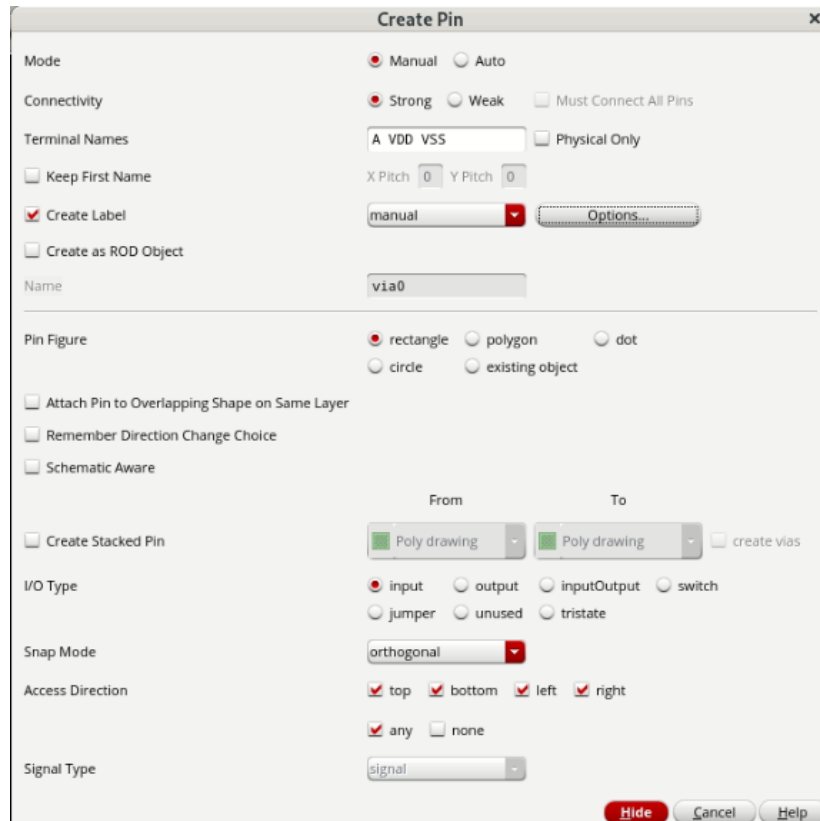 Create Pin
Mode Manual Auto
Connectivity Strong Weak Must Connect All Pins
Terminal Names A VDD VSS Physical Only
Keep First Name X Pitch 0 Y Pitch 0
Create Label manual Options...
Create as ROD Object
Name via0
Pin Figure rectangle polygon dot
circle existing object
Attach Pin to Overlapping Shape on Same Layer
Remember Direction Change Choice
Schematic Aware
From To
Create Stacked Pin Poly drawing Poly drawing create vias
I/O Type input output inputOutput switch
jumper unused tristate
Snap Mode orthogonal
Access Direction top bottom left right
any none
Signal Type signal
Hide Cancel Help